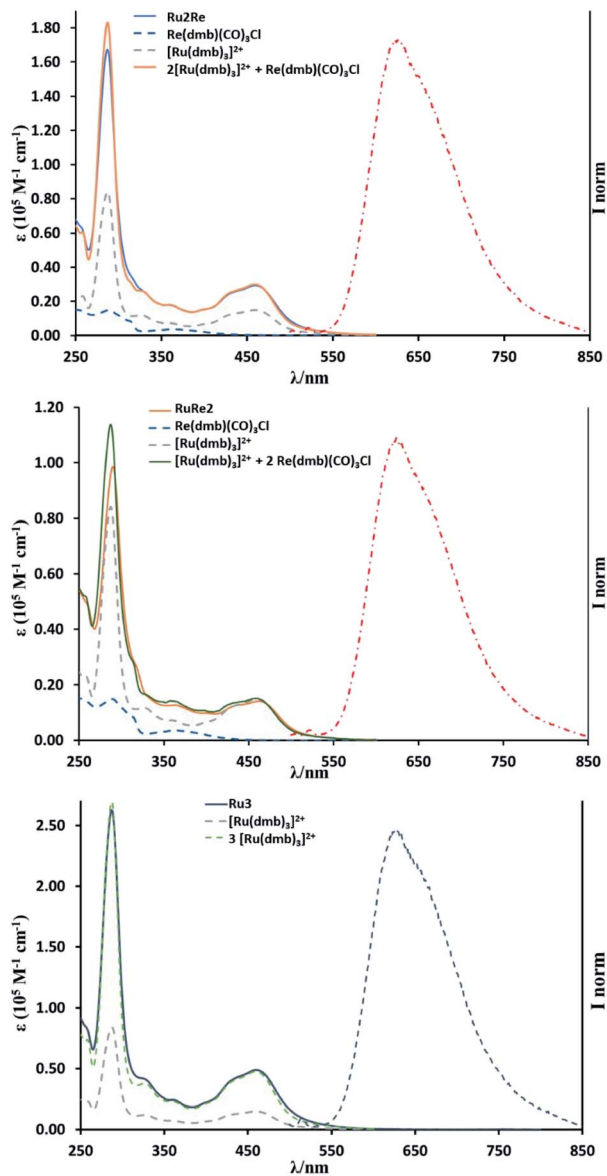 Ru2Re
Re(dmb)(CO)₃Cl
[Ru(dmb)₃]²⁺
2[Ru(dmb)₃]²⁺ + Re(dmb)(CO)₃Cl
1.80
1.60
1.40
1.20
1.00
0.80
0.60
0.40
0.20
0.00
ε (10⁵ M⁻¹ cm⁻¹)
I norm
250 350 450 550 650 750 850
λ/nm
RuRe2
Re(dmb)(CO)₃Cl
[Ru(dmb)₃]²⁺
[Ru(dmb)₃]²⁺ + 2 Re(dmb)(CO)₃Cl
1.20
1.00
0.80
0.60
0.40
0.20
0.00
ε (10⁵ M⁻¹ cm⁻¹)
I norm
250 350 450 550 650 750 850
λ/nm
Ru3
[Ru(dmb)₃]²⁺
3 [Ru(dmb)₃]²⁺
2.50
2.00
1.50
1.00
0.50
0.00
ε (10⁵ M⁻¹ cm⁻¹)
I norm
250 350 450 550 650 750 850
λ/nm